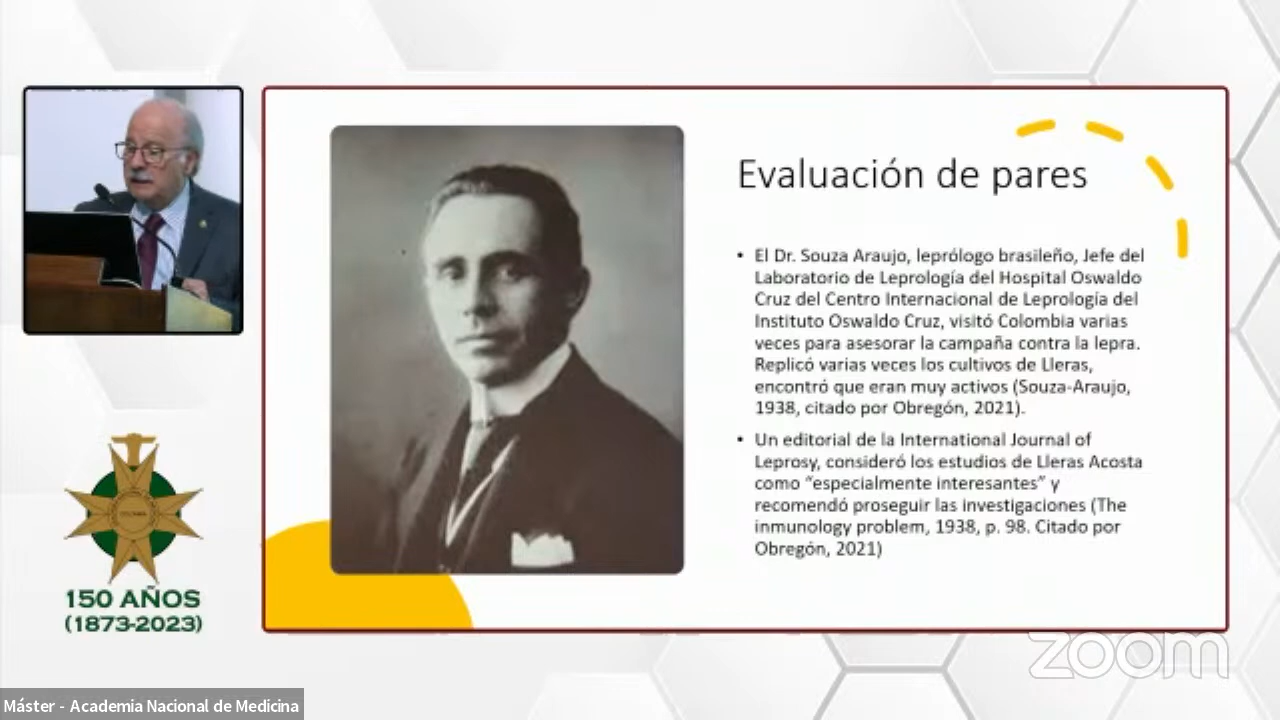 Evaluación de pares
• El Dr. Souza Araujo, leprólogo brasileño, Jefe del
Laboratorio de Leprología del Hospital Oswaldo
Cruz del Centro Internacional de Leprología del
Instituto Oswaldo Cruz, visitó Colombia varias
veces para asesorar la campaña contra la lepra.
Replicó varias veces los cultivos de Lleras,
encontró que eran muy activos (Souza-Araujo,
1938, citado por Obregón, 2021).
• Un editorial de la International Journal of
Leprosy, consideró los estudios de Lleras Acosta
como “especialmente interesantes” y
recomendó proseguir las investigaciones (The
inmunology problem, 1938, p. 98. Citado por
Obregón, 2021)
150 AÑOS
(1873-2023)
zoom
Máster - Academia Nacional de Medicina